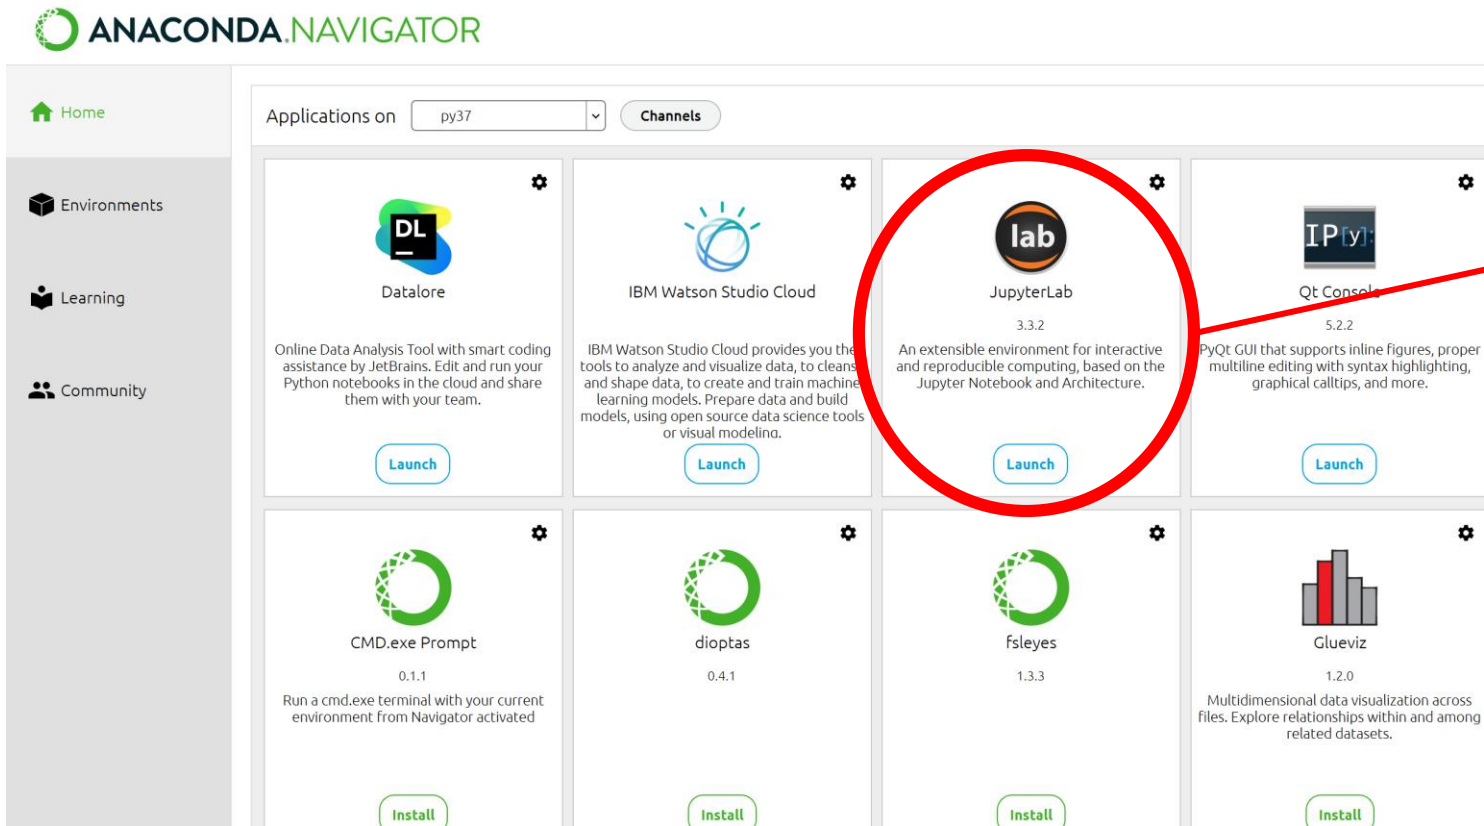 ANACONDA.NAVIGATOR
Home
Environments
Learning
Community
Applications on py37 Channels
DL
Datalore
Online Data Analysis Tool with smart coding
assistance by JetBrains. Edit and run your
Python notebooks in the cloud and share
them with your team.
Launch
IBM Watson Studio Cloud
IBM Watson Studio Cloud provides you the
tools to analyze and visualize data, to cleanse
and shape data, to create and train machine
learning models. Prepare data and build
models, using open source data science tools
or visual modeling.
Launch
lab
JupyterLab
3.3.2
An extensible environment for interactive
and reproducible computing, based on the
Jupyter Notebook and Architecture.
Launch
IP[y]:
Qt Console
5.2.2
PyQt GUI that supports inline figures, proper
multiline editing with syntax highlighting,
graphical calltips, and more.
Launch
CMD.exe Prompt
0.1.1
Run a cmd.exe terminal with your current
environment from Navigator activated
Install
dioptas
0.4.1
Install
fsleyes
1.3.3
Install
Glueviz
1.2.0
Multidimensional data visualization across
files. Explore relationships within and among
related datasets.
Install